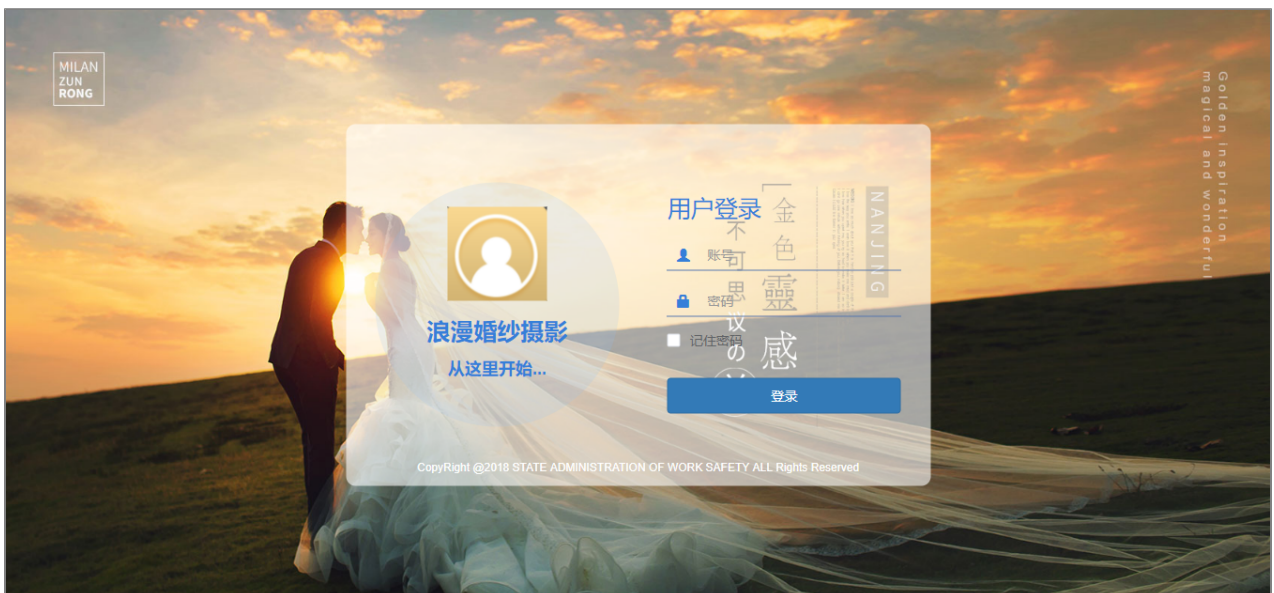 MILAN
ZUN
RONG
Golden inspiration
magical and wonderful
浪漫婚纱摄影
从这里开始...
用户登录
账号
密码
记住密码
登录
NANJING
「金色靈感
不可思议の
CopyRight @2018 STATE ADMINISTRATION OF WORK SAFETY ALL Rights Reserved